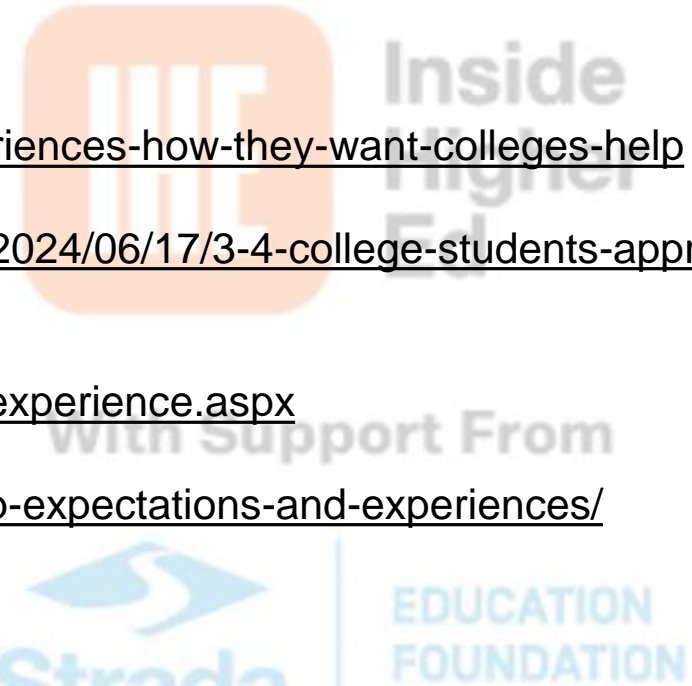 Inside
riences-how-they-want-colleges-help
Higher
2024/06/17/3-4-college-students-appr
Ed
experience.aspx
With Support From
o-expectations-and-experiences/
EDUCATION
Strada
FOUNDATION